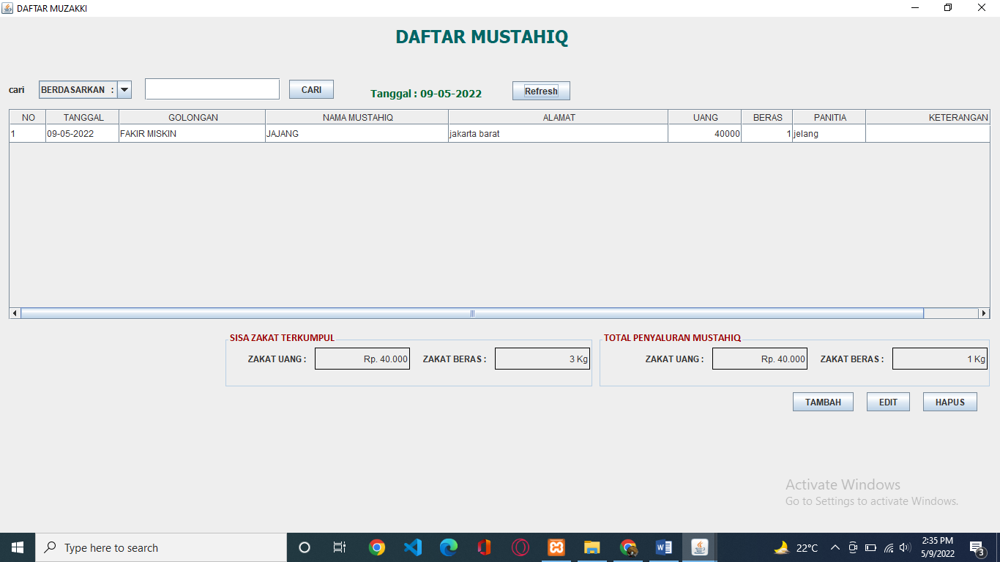 DAFTAR MUZAKKI
DAFTAR MUSTAHIQ
cari BERDASARKAN : CARI Tanggal : 09-05-2022 Refresh
NO TANGGAL GOLONGAN NAMA MUSTAHIQ ALAMAT UANG BERAS PANITIA KETERANGAN
1 09-05-2022 FAKIR MISKIN JAJANG jakarta barat 40000 1 jelang
SISA ZAKAT TERKUMPUL
ZAKAT UANG : Rp. 40.000 ZAKAT BERAS : 3 Kg
TOTAL PENYALURAN MUSTAHIQ
ZAKAT UANG : Rp. 40.000 ZAKAT BERAS : 1 Kg
TAMBAH EDIT HAPUS
Activate Windows
Go to Settings to activate Windows.
Type here to search
22°C
2:35 PM
5/9/2022
3